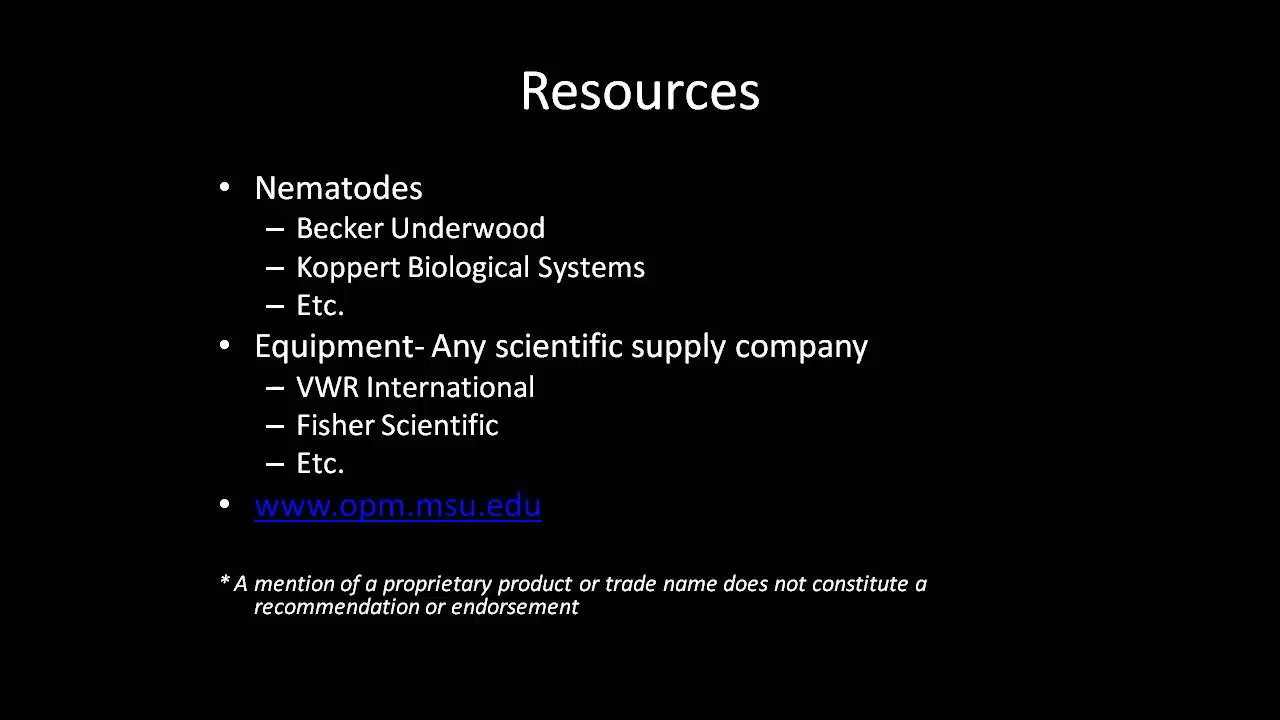 Resources
• Nematodes
– Becker Underwood
– Koppert Biological Systems
– Etc.
• Equipment- Any scientific supply company
– VWR International
– Fisher Scientific
– Etc.
• www.opm.msu.edu
* A mention of a proprietary product or trade name does not constitute a
recommendation or endorsement